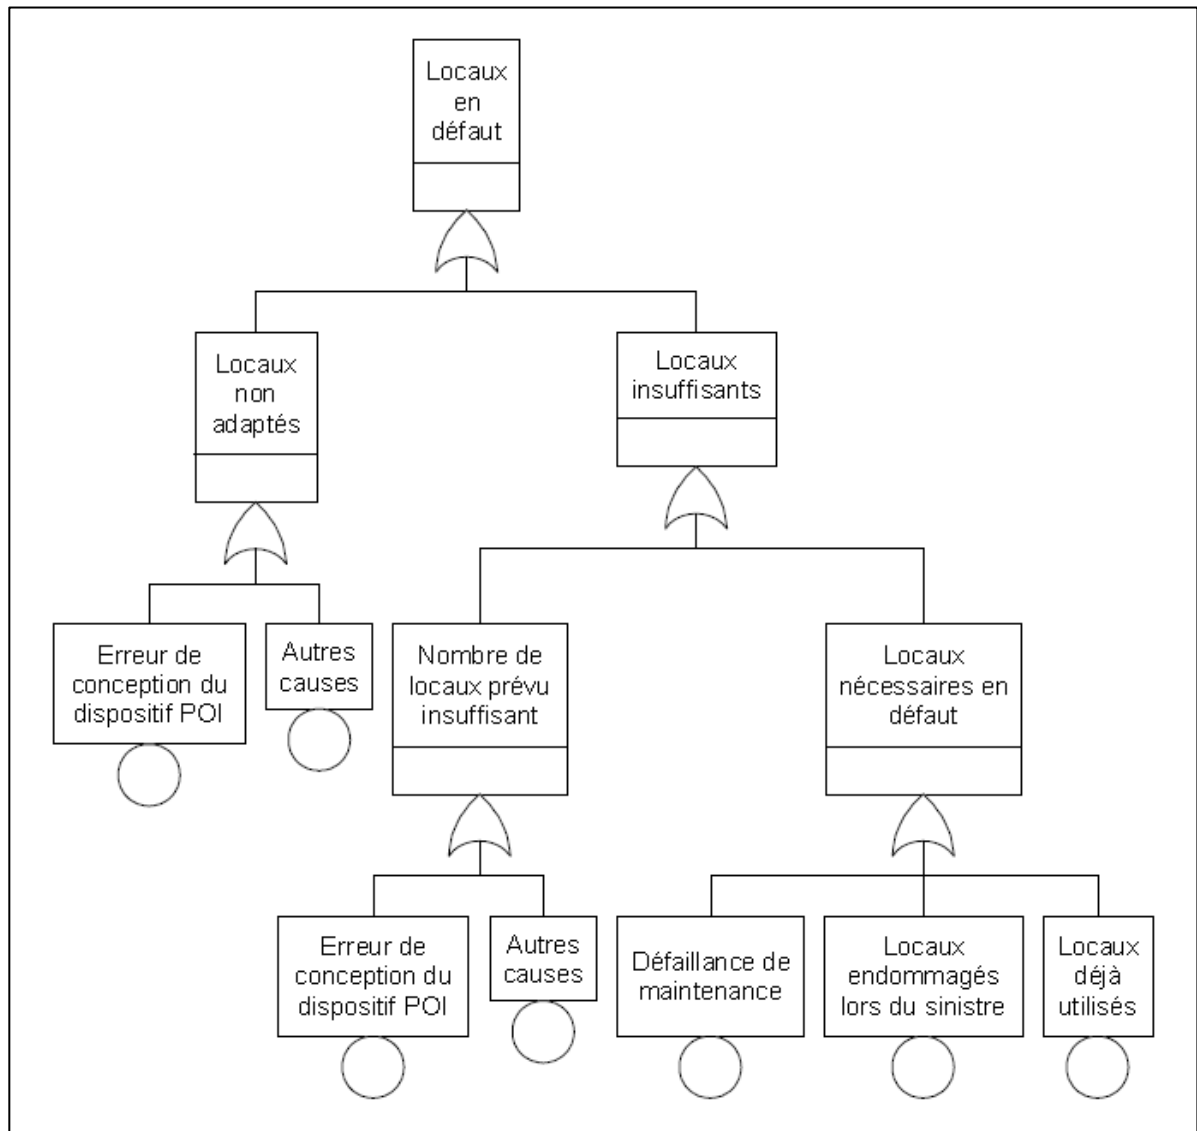 Locaux
en
défaut
Locaux
non
adaptés
Locaux
insuffisants
Erreur de
conception du
dispositif POI
Autres
causes
Nombre de
locaux prévu
insuffisant
Locaux
nécessaires en
défaut
Erreur de
conception du
dispositif POI
Autres
causes
Défaillance de
maintenance
Locaux
endommagés
lors du sinistre
Locaux
déjà
utilisés